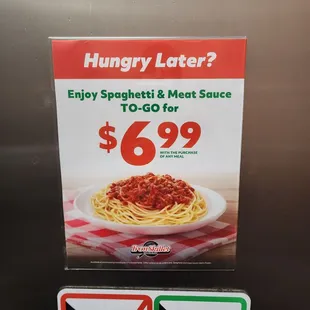 Hungry Later?
Enjoy Spaghetti & Meat Sauce
TO-GO for
$6.99
WITH THE PURCHASE
OF ANY MEAL